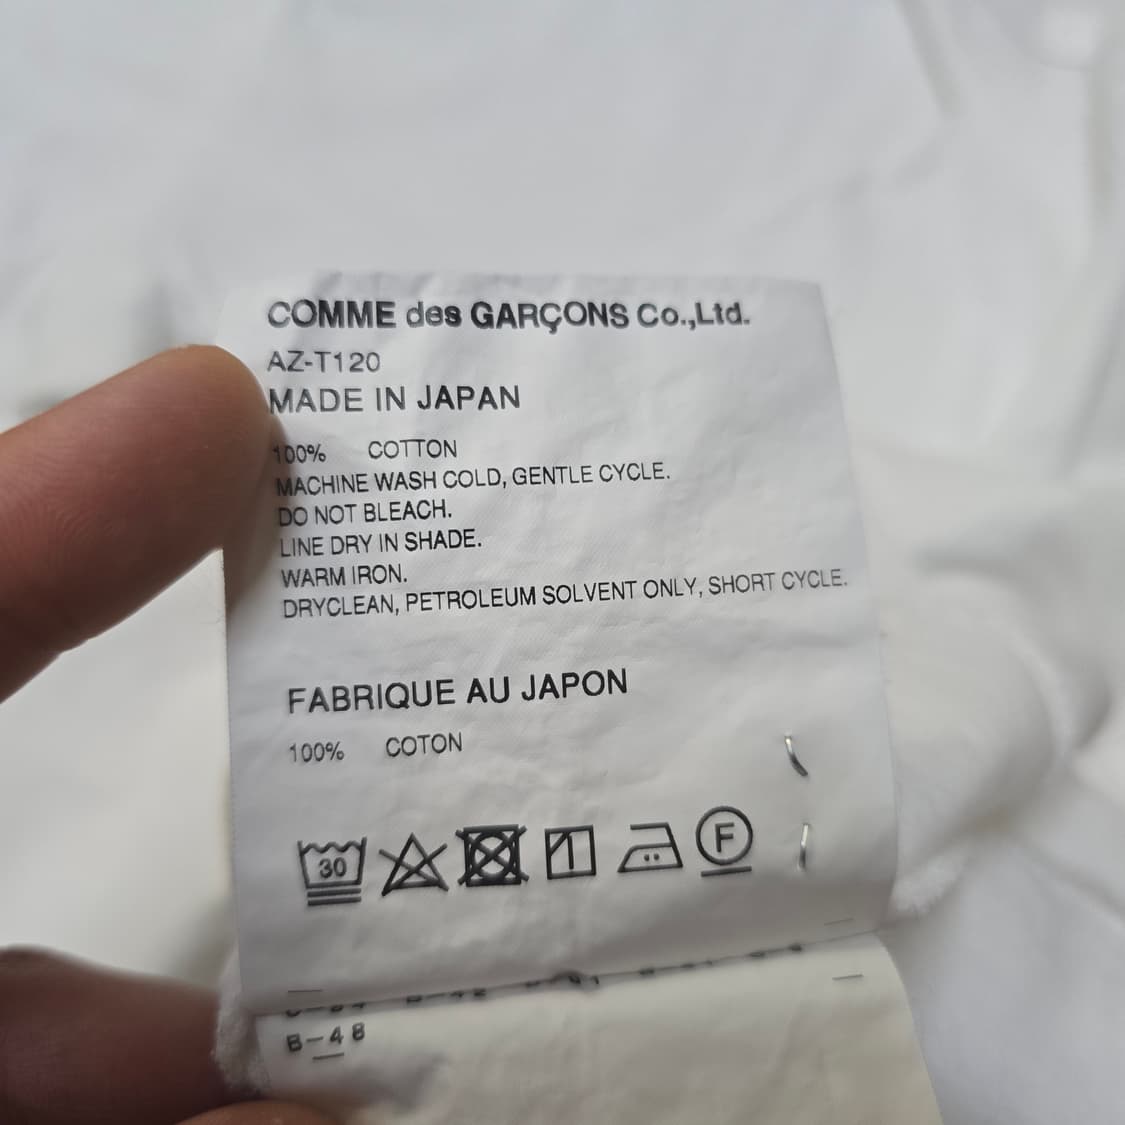 COMME des GARÇONS Co.,Ltd.
AZ-T120
MADE IN JAPAN
100% COTTON
MACHINE WASH COLD, GENTLE CYCLE.
DO NOT BLEACH.
LINE DRY IN SHADE.
WARM IRON.
DRYCLEAN, PETROLEUM SOLVENT ONLY, SHORT CYCLE.
FABRIQUE AU JAPON
100% COTON
30 F
B-48